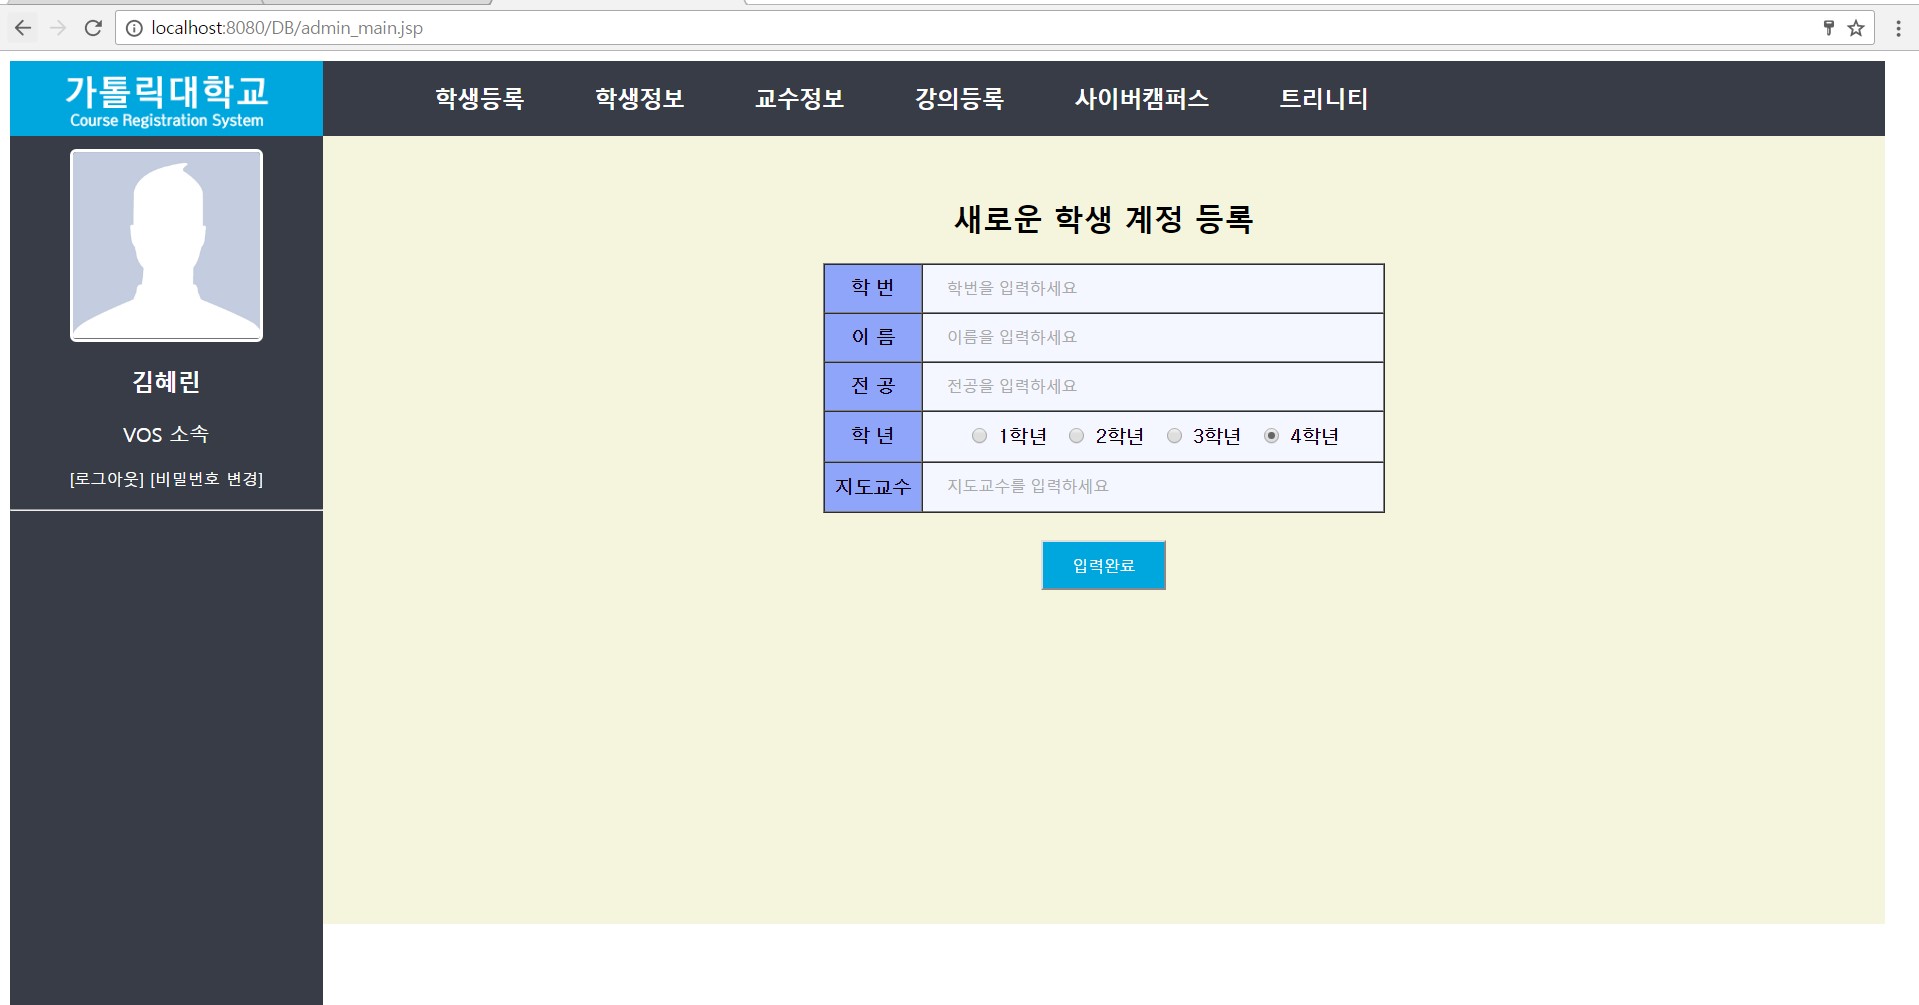 localhost:8080/DB/admin_main.jsp
가톨릭대학교
Course Registration System
학생등록 학생정보 교수정보 강의등록 사이버캠퍼스 트리니티
김혜린
VOS 소속
[로그아웃] [비밀번호 변경]
새로운 학생 계정 등록
학 번 학번을 입력하세요
이 름 이름을 입력하세요
전 공 전공을 입력하세요
학 년 1학년 2학년 3학년 4학년
지도교수 지도교수를 입력하세요
입력완료